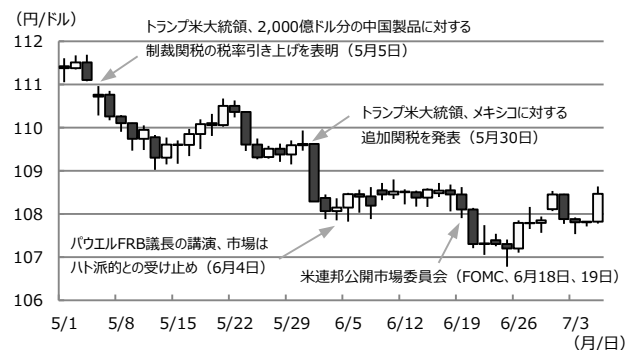 (円/ドル)
トランプ米大統領、2,000億ドル分の中国製品に対する
制裁関税の税率引き上げを表明（5月5日）
112
111
110
109
108
107
106
トランプ米大統領、メキシコに対する
追加関税を発表（5月30日）
パウエルFRB議長の講演、市場は
ハト派的との受け止め（6月4日）
米連邦公開市場委員会（FOMC、6月18日、19日）
5/1 5/8 5/15 5/22 5/29 6/5 6/12 6/19 6/26 7/3
(月/日)